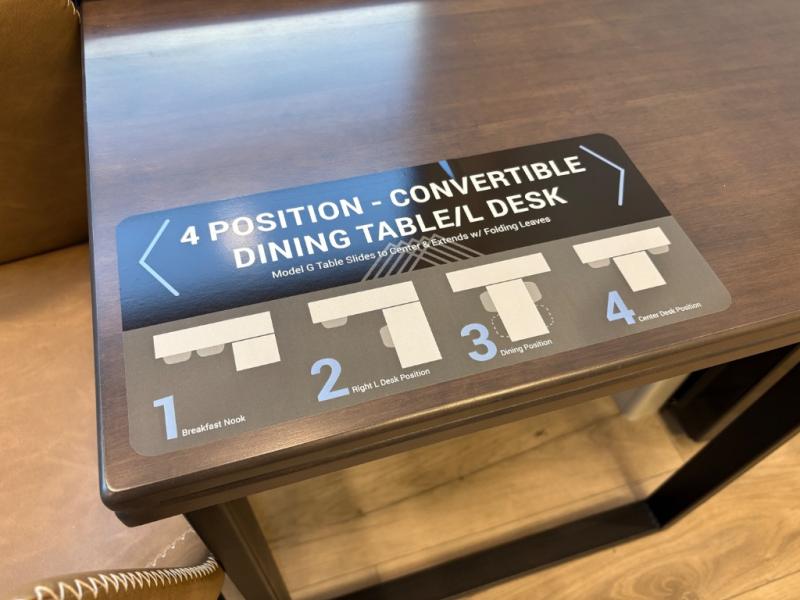 4 POSITION - CONVERTIBLE
DINING TABLE/L DESK
Model G Table Slides to Center & Extends w/ Folding Leaves
1 Breakfast Nook
2 Right L Desk Position
3 Dining Position
4 Center Desk Position